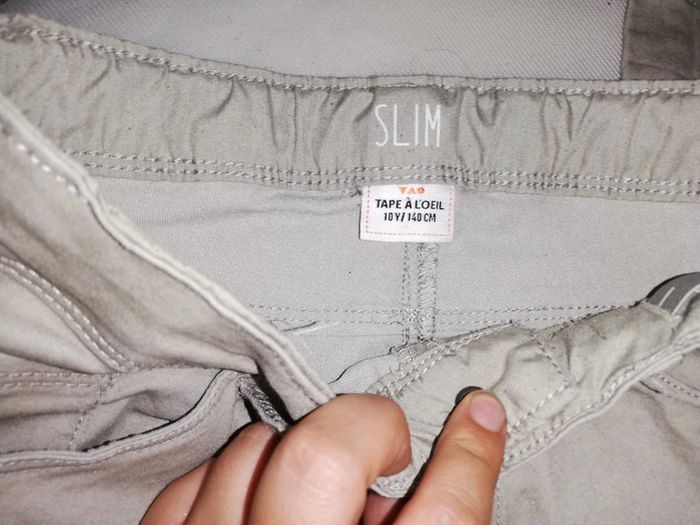 SLIM
TAO
TAPE À L'OEIL
10Y/140CM